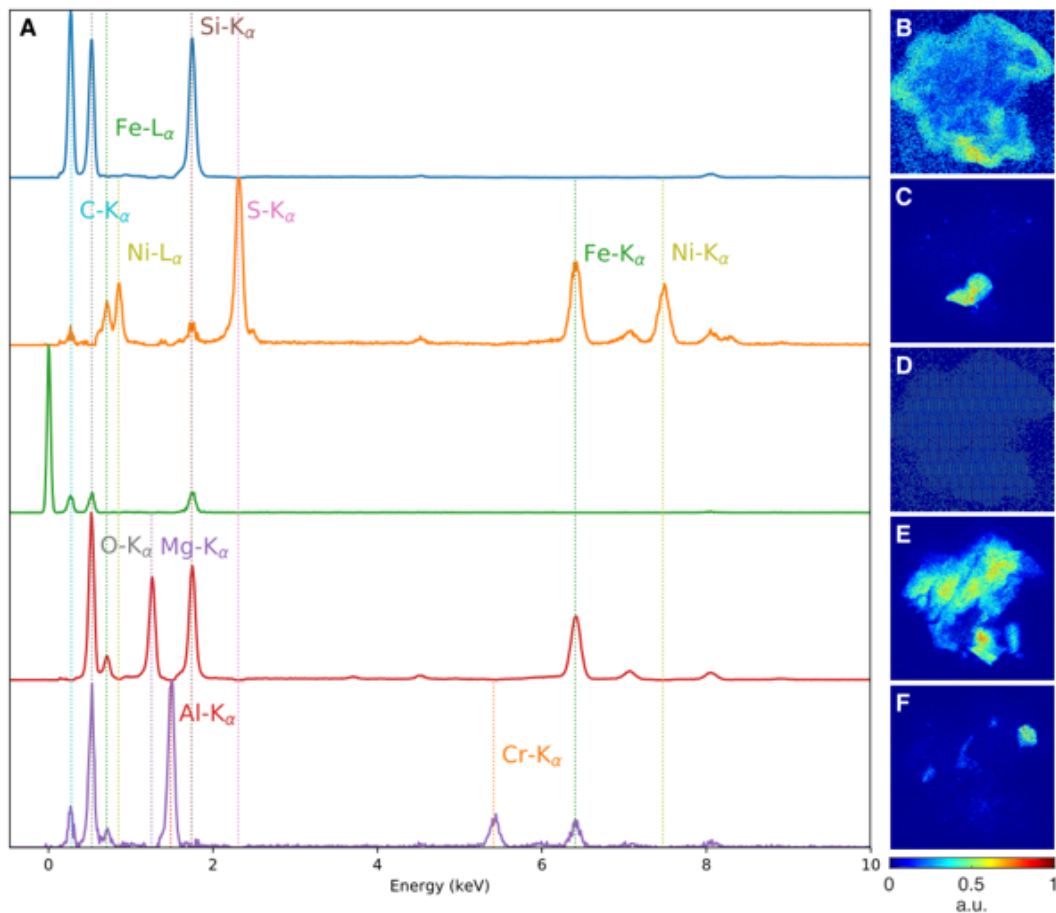 A
Si-Kα
B
Fe-Lα
C-Kα
S-Kα
C
Ni-Lα
Fe-Kα
Ni-Kα
D
O-Kα
Mg-Kα
E
Al-Kα
Cr-Kα
F
0 2 4 6 8 10
Energy (keV)
0 0.5 1
a.u.